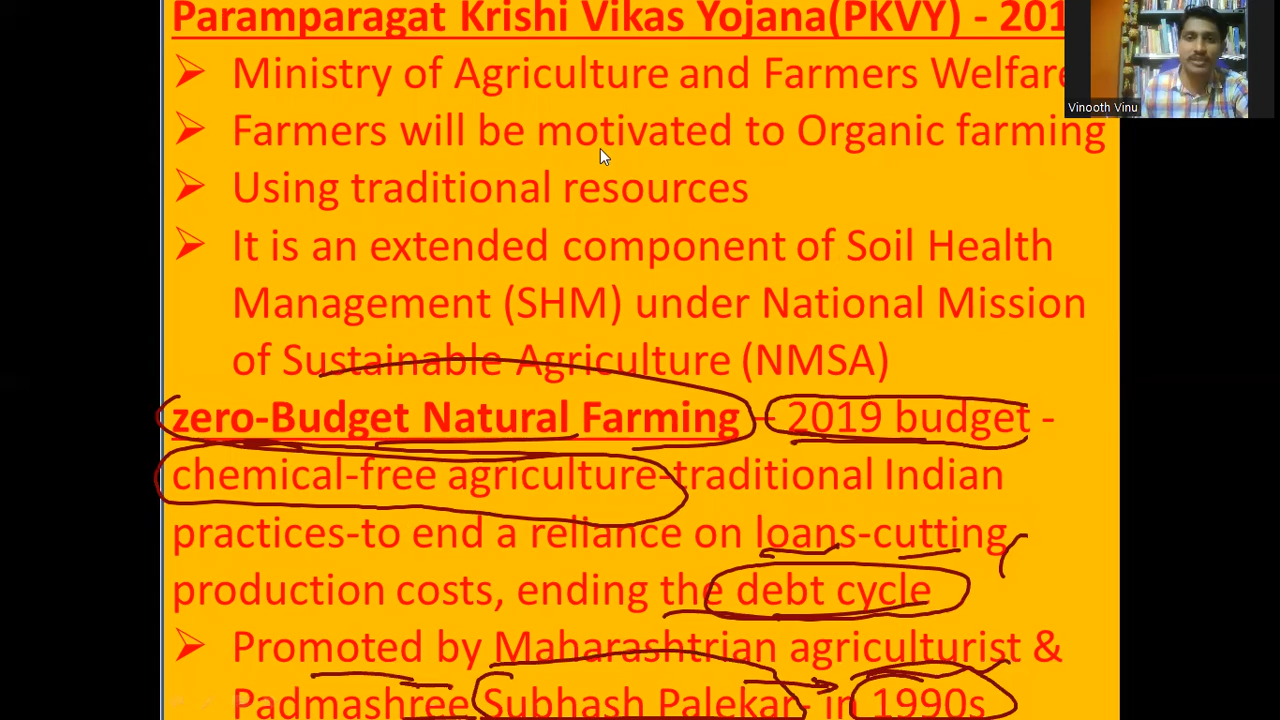 Paramparagat Krishi Vikas Yojana(PKVY) - 201
Vinooth Vinu
➢ Ministry of Agriculture and Farmers Welfare
➢ Farmers will be motivated to Organic farming
➢ Using traditional resources
➢ It is an extended component of Soil Health
Management (SHM) under National Mission
of Sustainable Agriculture (NMSA)
zero-Budget Natural Farming – 2019 budget -
chemical-free agriculture-traditional Indian
practices-to end a reliance on loans-cutting
production costs, ending the debt cycle
➢ Promoted by Maharashtrian agriculturist &
Padmashree Subhash Palekar- in 1990s